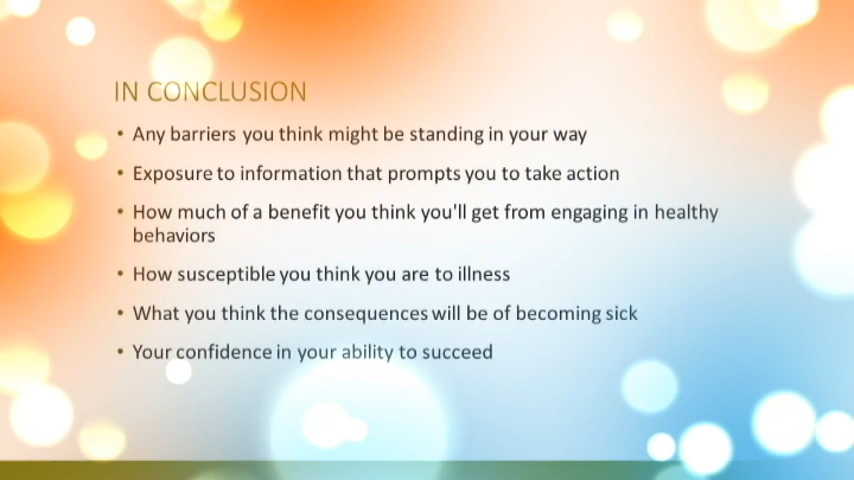 IN CONCLUSION
• Any barriers you think might be standing in your way
• Exposure to information that prompts you to take action
• How much of a benefit you think you'll get from engaging in healthy
behaviors
• How susceptible you think you are to illness
• What you think the consequences will be of becoming sick
• Your confidence in your ability to succeed